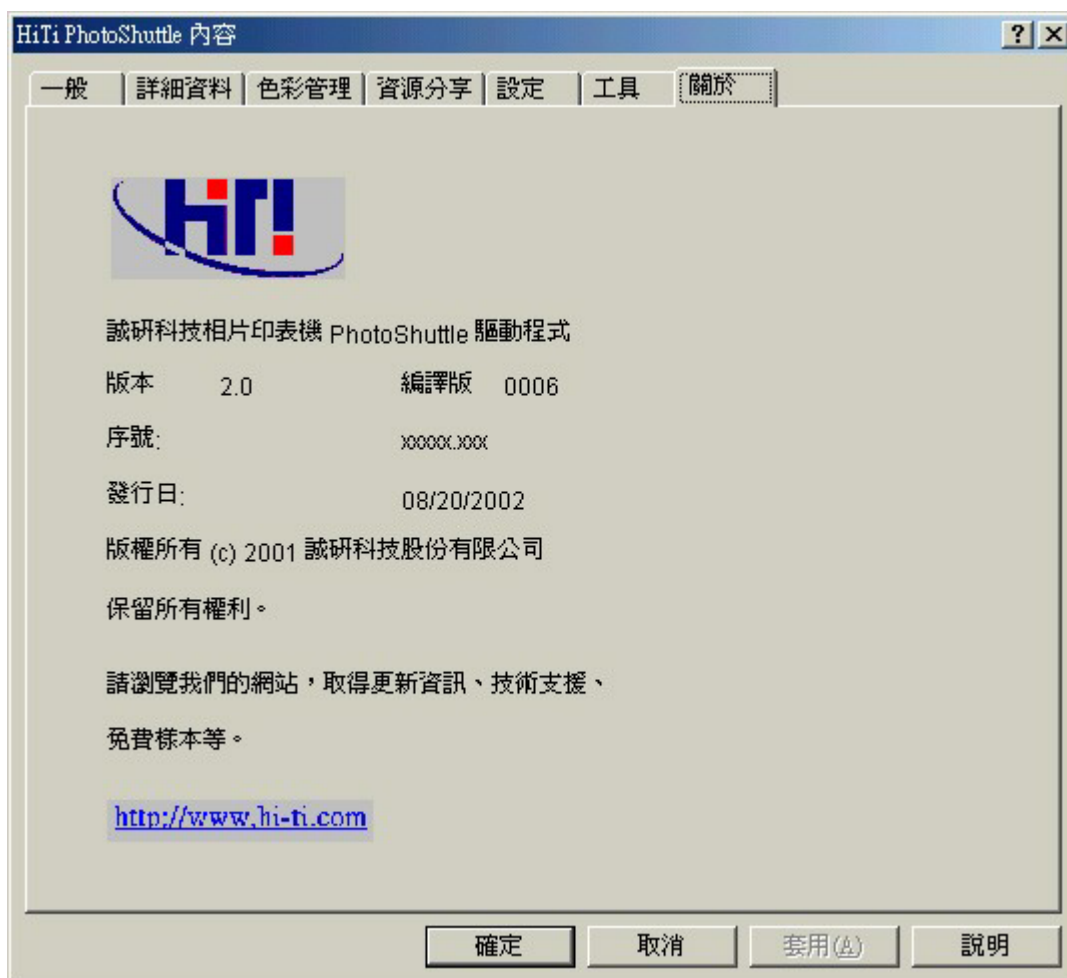 HiTi PhotoShuttle 內容
一般 詳細資料 色彩管理 資源分享 設定 工具 關於
HiTi
誠研科技相片印表機 PhotoShuttle 驅動程式
版本 2.0 編譯版 0006
序號: xxxxxx.xxx
發行日: 08/20/2002
版權所有 (c) 2001 誠研科技股份有限公司
保留所有權利。
請瀏覽我們的網站，取得更新資訊、技術支援、
免費樣本等。
http://www.hi-ti.com
確定 取消 套用(A) 說明